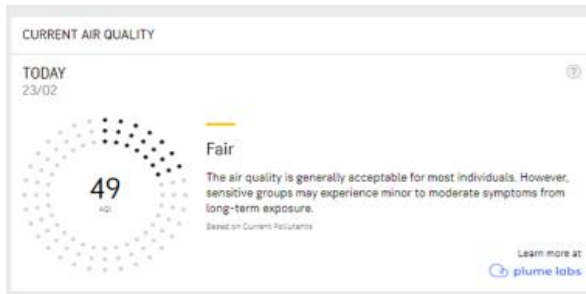 CURRENT AIR QUALITY
TODAY
23/02
?
49
AQI
Fair
The air quality is generally acceptable for most individuals. However,
sensitive groups may experience minor to moderate symptoms from
long-term exposure.
Based on Current Pollutants
Learn more at
plume labs